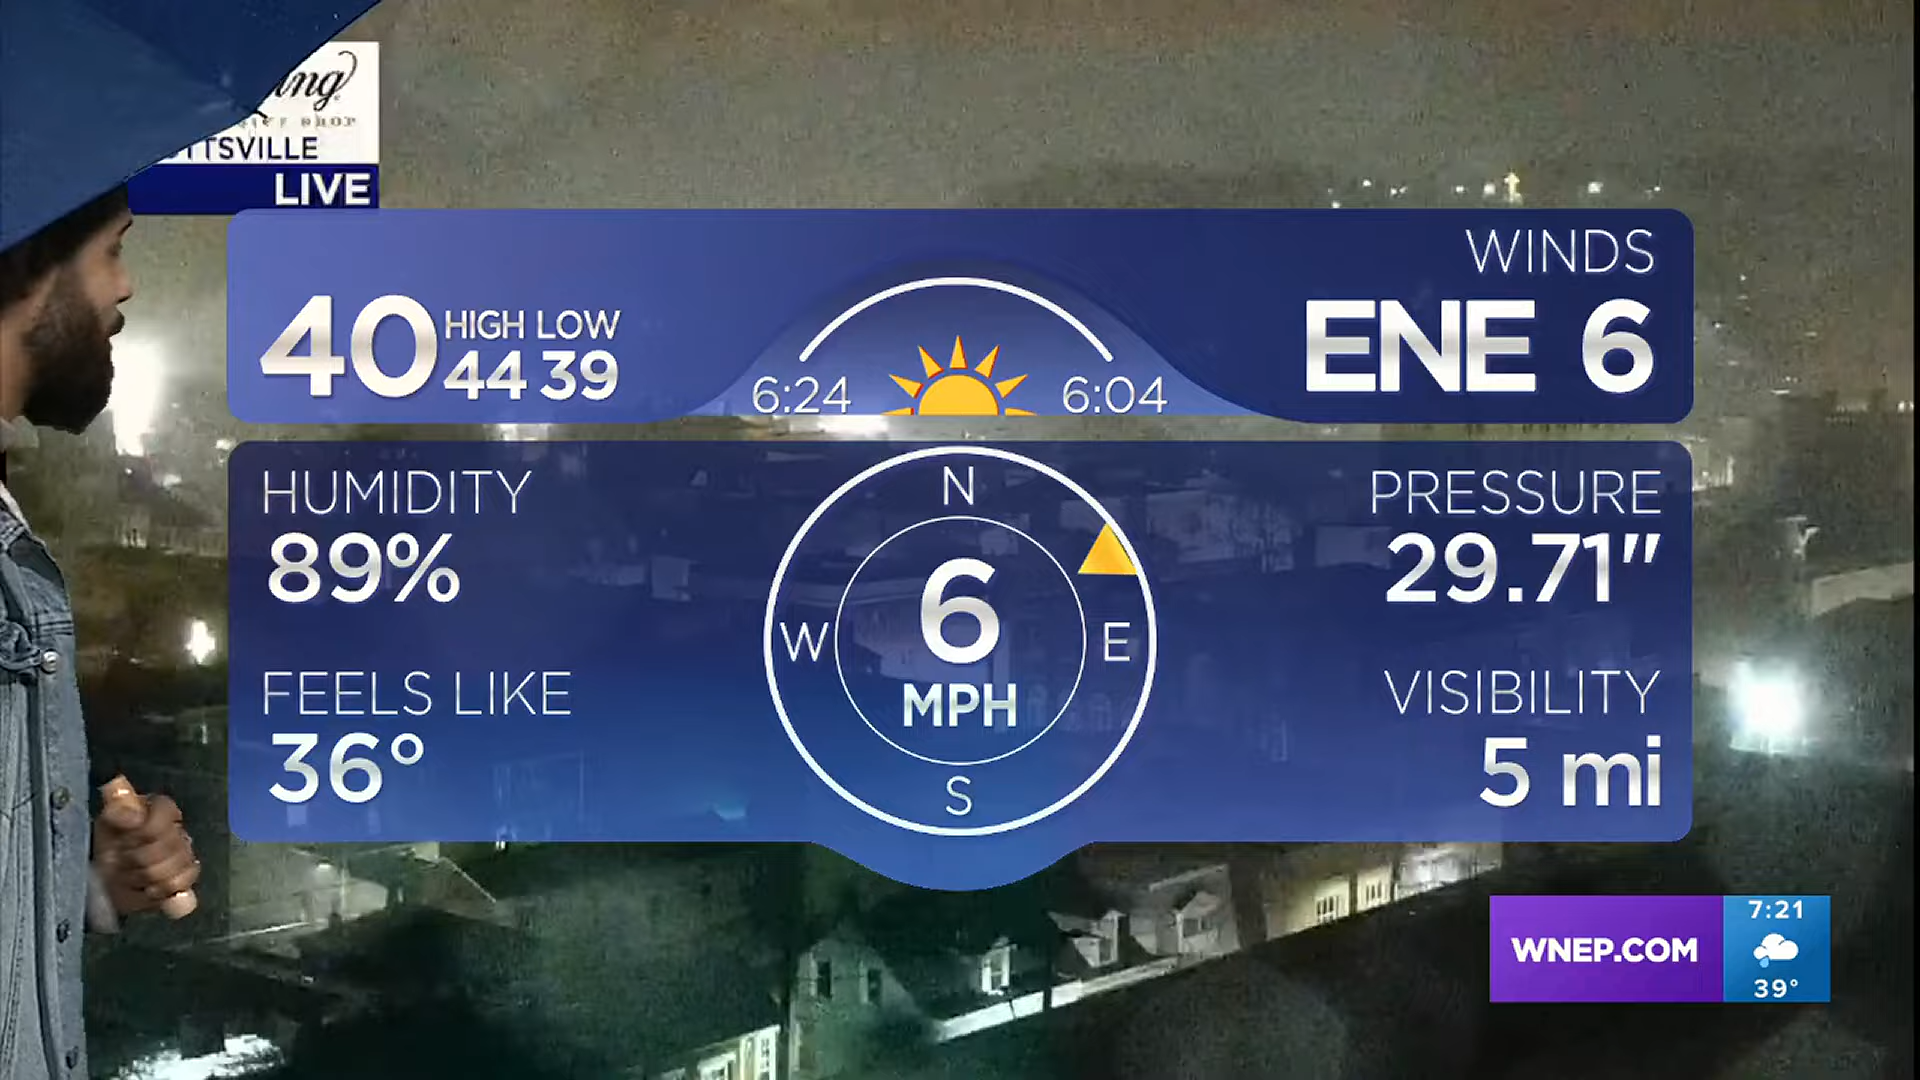 LIVE
WINDS
40 HIGH LOW
44 39
ENE 6
6:24
6:04
HUMIDITY
89%
FEELS LIKE
36°
N
W
E
S
6
MPH
PRESSURE
29.71"
VISIBILITY
5 mi
WNEP.COM
7:21
39°